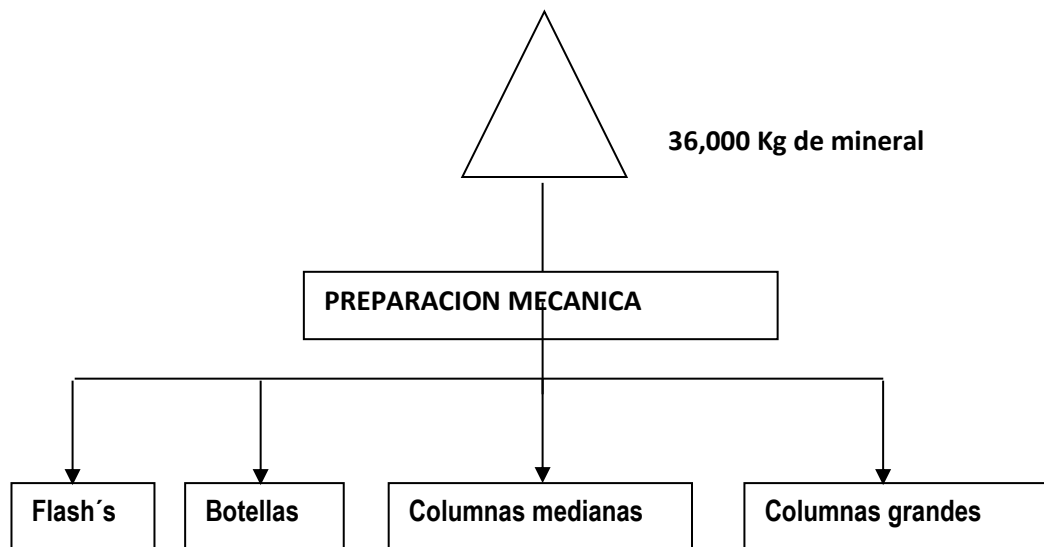 36,000 Kg de mineral
PREPARACION MECANICA
Flash´s
Botellas
Columnas medianas
Columnas grandes